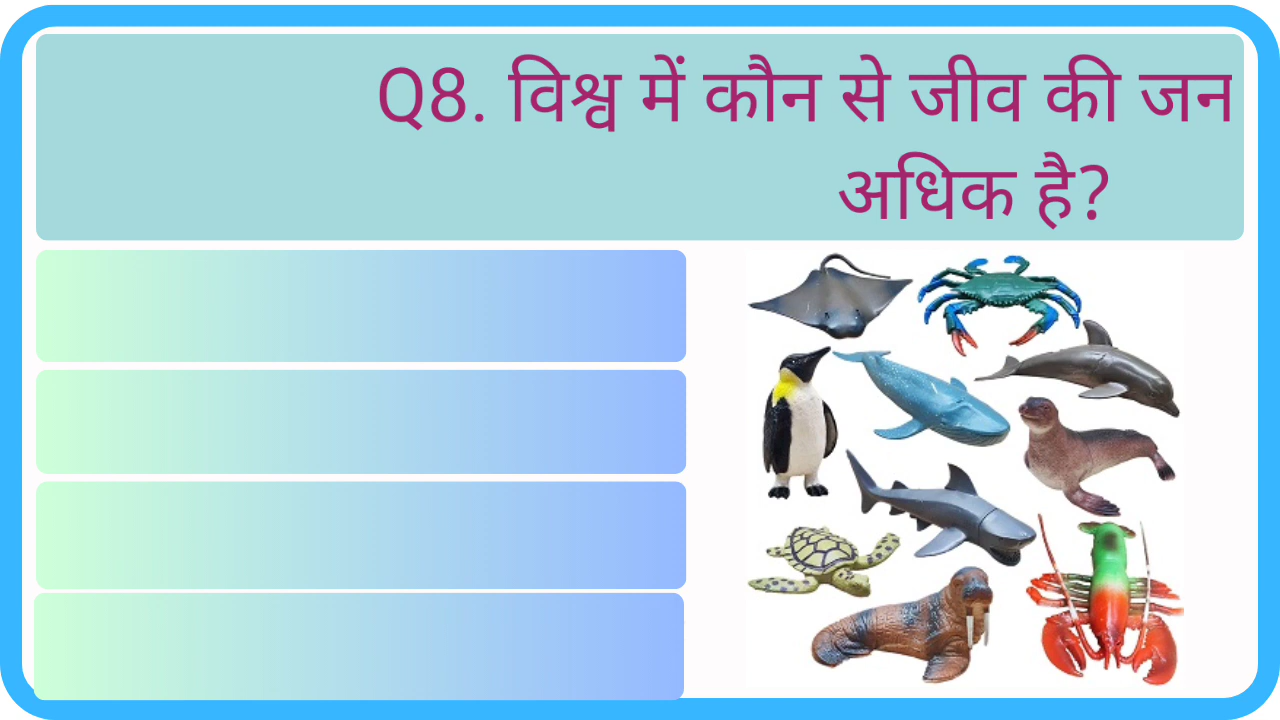 Q8. विश्व में कौन से जीव की जन
अधिक है?